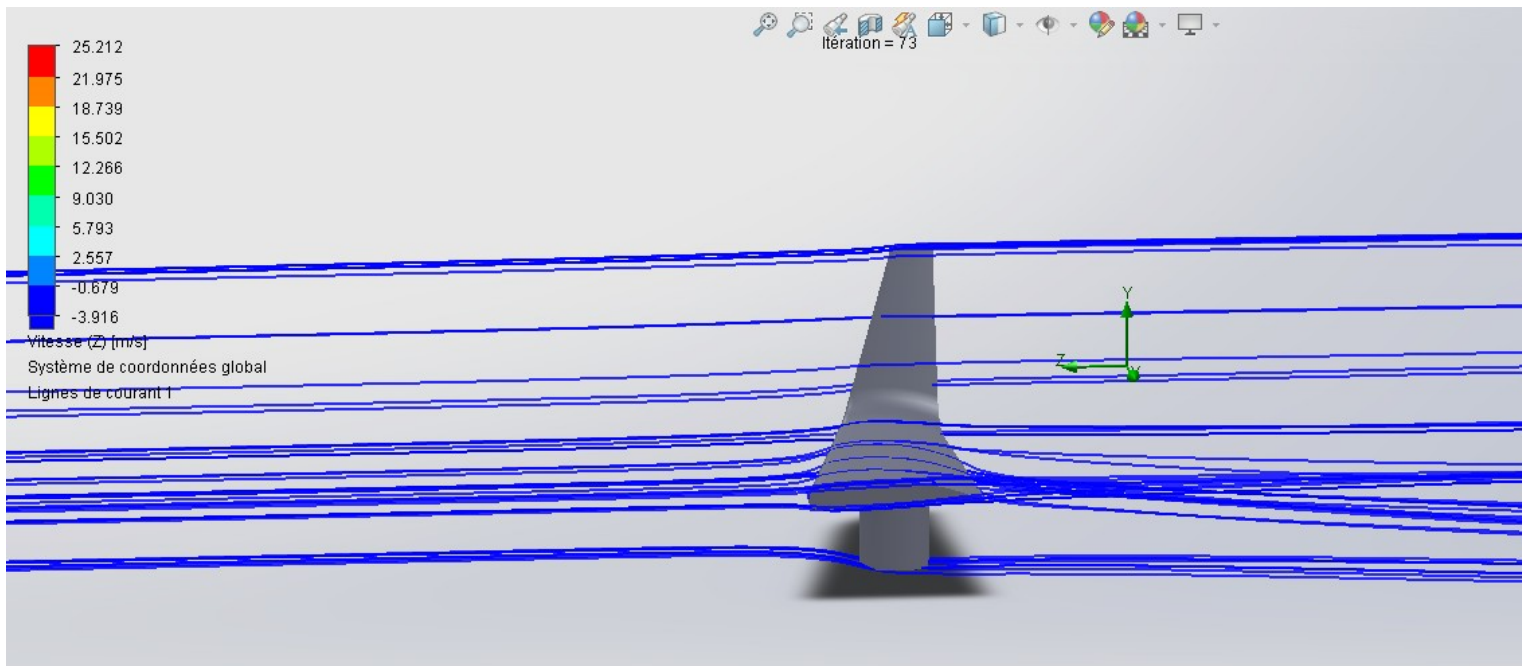 Itération = 73
25.212
21.975
18.739
15.502
12.266
9.030
5.793
2.557
-0.679
-3.916
Vitesse (Z) [m/s]
Système de coordonnées global
Lignes de courant 1
Y
Z